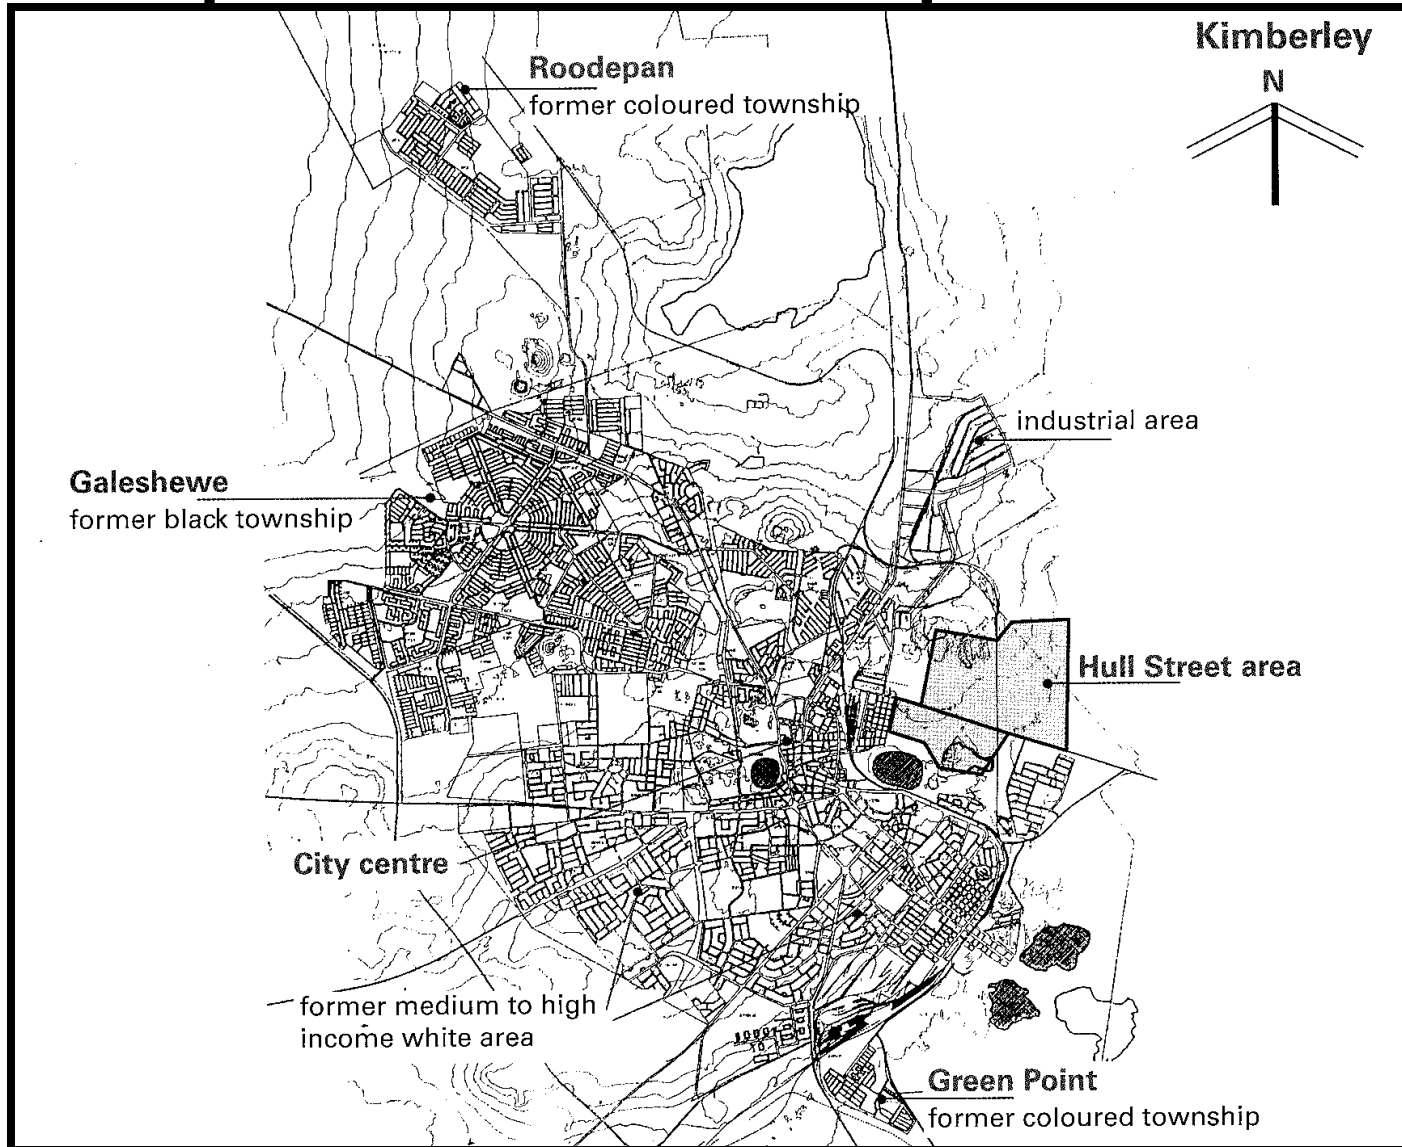 Kimberley
N
Roodepan
former coloured township
industrial area
Galeshewe
former black township
Hull Street area
City centre
former medium to high
income white area
Green Point
former coloured township